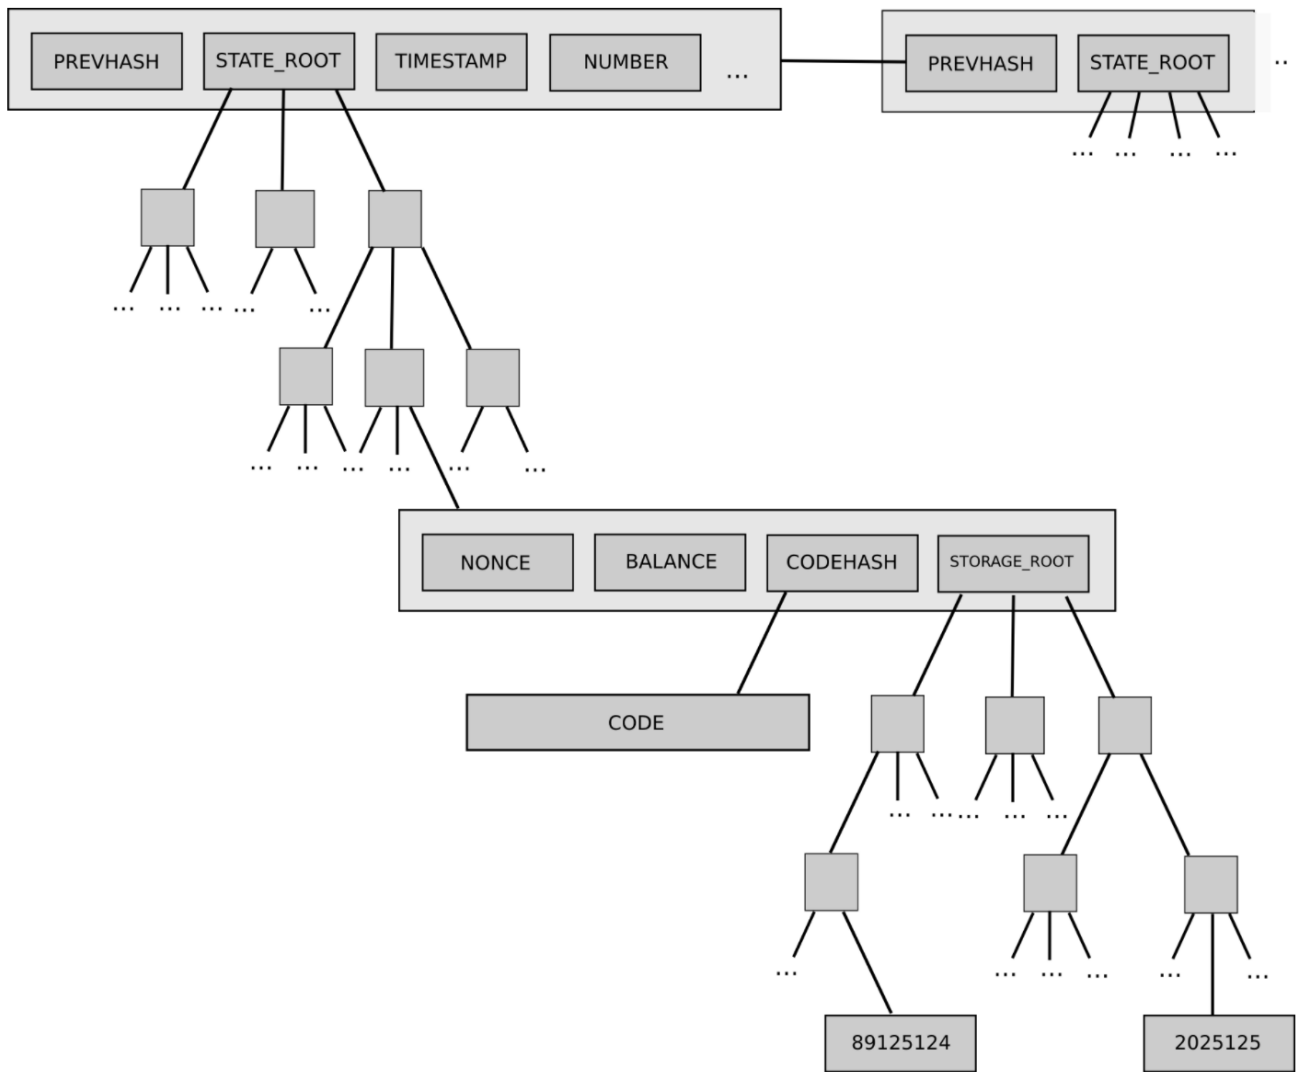 PREVHASH STATE_ROOT TIMESTAMP NUMBER ... PREVHASH STATE_ROOT ..
... ... ... ...
... ... ... ... ...
... ... ... ... ... ...
NONCE BALANCE CODEHASH STORAGE_ROOT
CODE
... ... ... ... ...
... ... ... ... ... ...
89125124 2025125